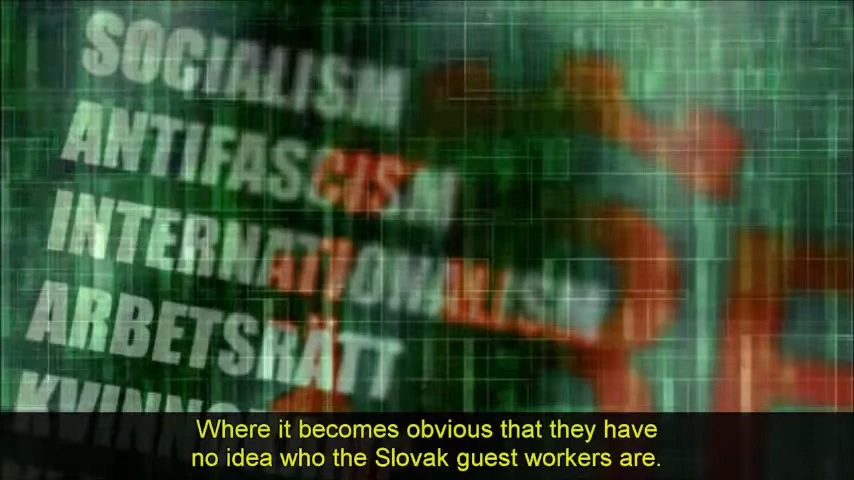 SOCIALISM
ANTIFASCISM
INTERNATIONALISM
ARBETSRÄTT
Where it becomes obvious that they have
no idea who the Slovak guest workers are.